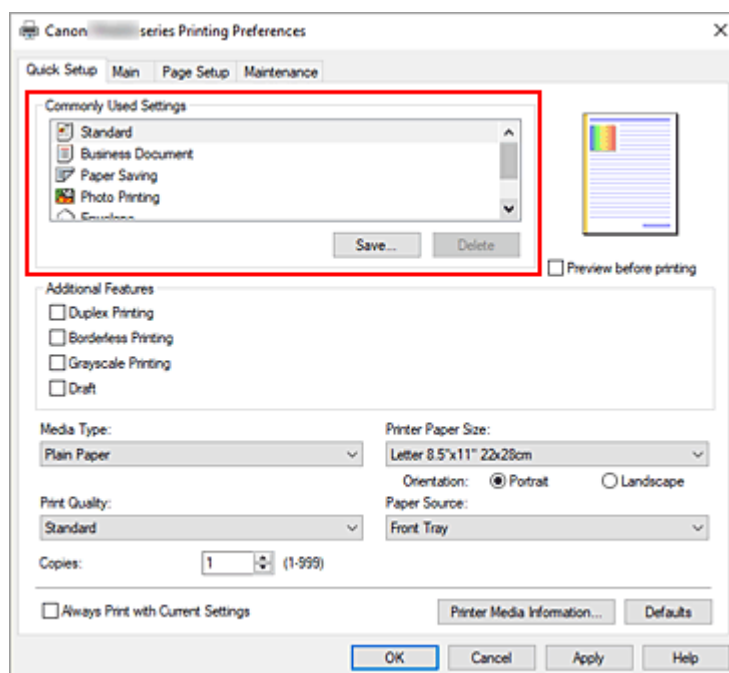 Canon series Printing Preferences
Quick Setup Main Page Setup Maintenance
Commonly Used Settings
Standard
Business Document
Paper Saving
Photo Printing
Save... Delete
Preview before printing
Additional Features
Duplex Printing
Borderless Printing
Grayscale Printing
Draft
Media Type: Printer Paper Size:
Plain Paper Letter 8.5"x11" 22x28cm
Orientation: Portrait Landscape
Print Quality: Paper Source:
Standard Front Tray
Copies: 1 (1-999)
Always Print with Current Settings Printer Media Information... Defaults
OK Cancel Apply Help